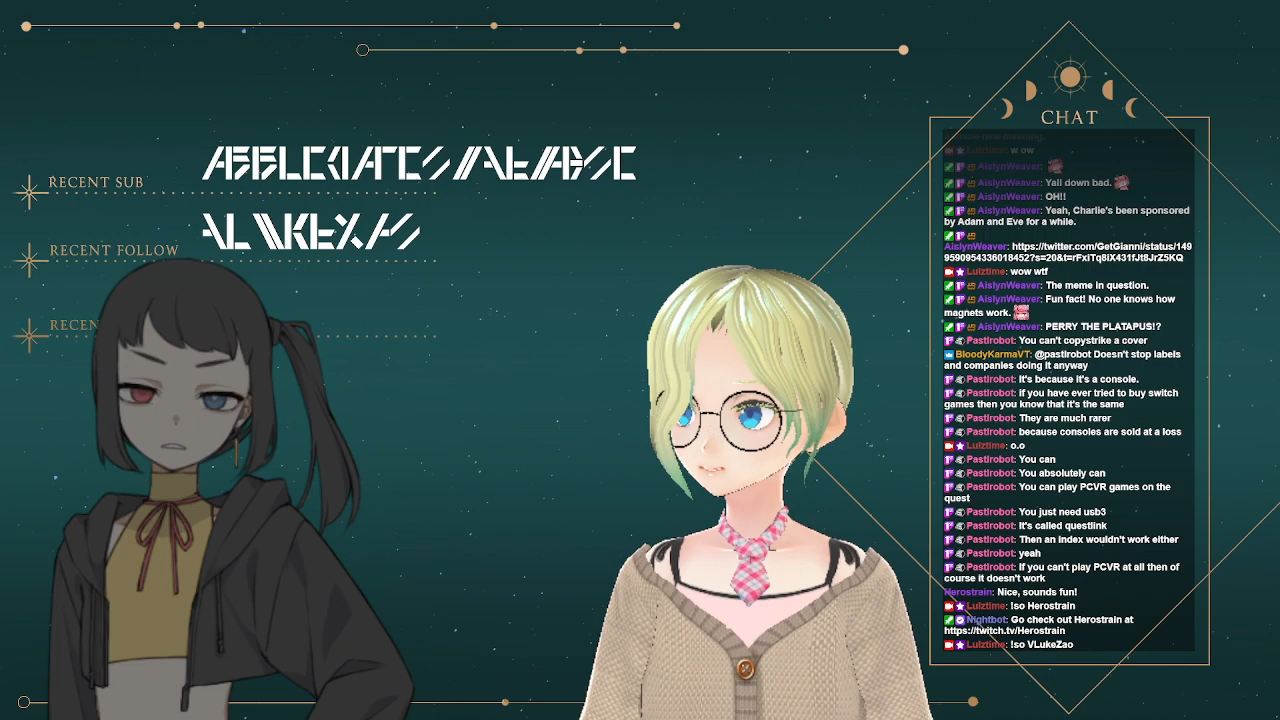 RECENT SUB
RECENT FOLLOW
RECEN
CHAT
Luiztime: w ow
AislynWeaver:
AislynWeaver: Yall down bad.
AislynWeaver: OH!!
AislynWeaver: Yeah, Charlie's been sponsored
by Adam and Eve for a while.
AislynWeaver: https://twitter.com/GetGianni/status/149
9590954336018452?s=20&t=rFxiTq8iX431fJt8JrZ5KQ
Luiztime: wow wtf
AislynWeaver: The meme in question.
AislynWeaver: Fun fact! No one knows how
magnets work.
AislynWeaver: PERRY THE PLATAPUS!?
Pastirobot: You can't copystrike a cover
BloodyKarmaVT: @pastirobot Doesn't stop labels
and companies doing it anyway
Pastirobot: It's because it's a console.
Pastirobot: if you have ever tried to buy switch
games then you know that it's the same
Pastirobot: They are much rarer
Pastirobot: because consoles are sold at a loss
Luiztime: o.o
Pastirobot: You can
Pastirobot: You absolutely can
Pastirobot: You can play PCVR games on the
quest
Pastirobot: You just need usb3
Pastirobot: It's called questlink
Pastirobot: Then an index wouldn't work either
Pastirobot: yeah
Pastirobot: If you can't play PCVR at all then of
course it doesn't work
Herostrain: Nice, sounds fun!
Luiztime: !so Herostrain
Nightbot: Go check out Herostrain at
https://twitch.tv/Herostrain
Luiztime: !so VLukeZao